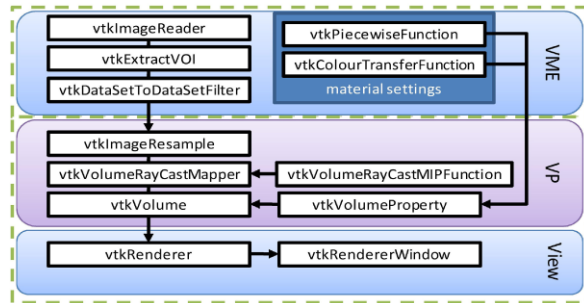 vtkImageReader
vtkExtractVOI
vtkDataSetToDataSetFilter
vtkPiecewiseFunction
vtkColourTransferFunction
material settings
VME
vtkImageResample
vtkVolumeRayCastMapper
vtkVolumeRayCastMIPFunction
vtkVolume
vtkVolumeProperty
VP
vtkRenderer
vtkRendererWindow
View